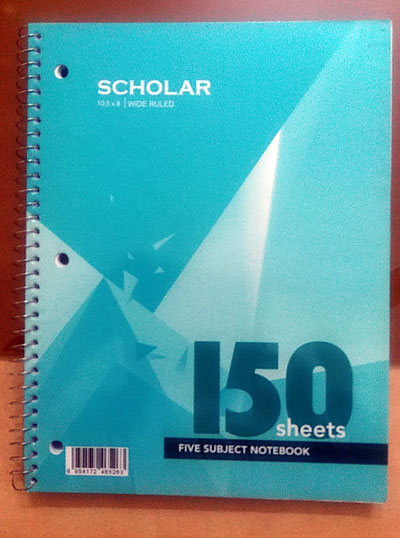 SCHOLAR
10.5 x 8 | WIDE RULED
150
sheets
FIVE SUBJECT NOTEBOOK